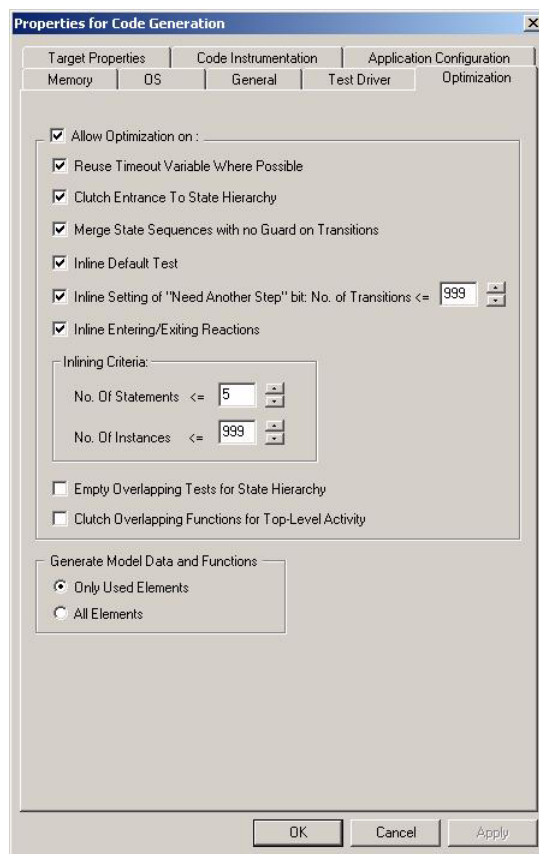 Properties for Code Generation
Target Properties
Code Instrumentation
Application Configuration
Memory
OS
General
Test Driver
Optimization
Allow Optimization on :
Reuse Timeout Variable Where Possible
Clutch Entrance To State Hierarchy
Merge State Sequences with no Guard on Transitions
Inline Default Test
Inline Setting of "Need Another Step" bit: No. of Transitions <= 999
Inline Entering/Exiting Reactions
Inlining Criteria:
No. Of Statements <= 5
No. Of Instances <= 999
Empty Overlapping Tests for State Hierarchy
Clutch Overlapping Functions for Top-Level Activity
Generate Model Data and Functions
Only Used Elements
All Elements
OK
Cancel
Apply